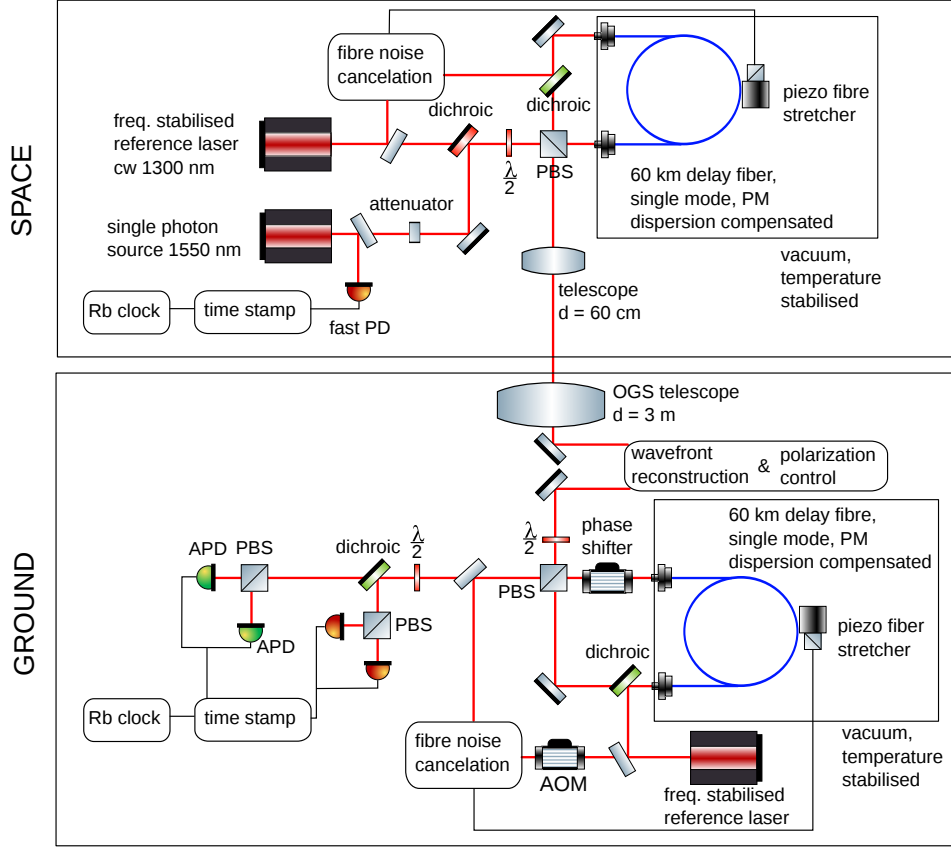 SPACE
fibre noise
cancelation
freq. stabilised
reference laser
cw 1300 nm
dichroic
dichroic
λ
2
PBS
piezo fibre
stretcher
60 km delay fiber,
single mode, PM
dispersion compensated
attenuator
single photon
source 1550 nm
vacuum,
temperature
stabilised
Rb clock
time stamp
fast PD
telescope
d = 60 cm
GROUND
OGS telescope
d = 3 m
wavefront
reconstruction
&
polarization
control
60 km delay fibre,
single mode, PM
dispersion compensated
λ
2
phase
shifter
APD
PBS
dichroic
λ
2
PBS
APD
PBS
dichroic
piezo fiber
stretcher
Rb clock
time stamp
fibre noise
cancelation
AOM
freq. stabilised
reference laser
vacuum,
temperature
stabilised